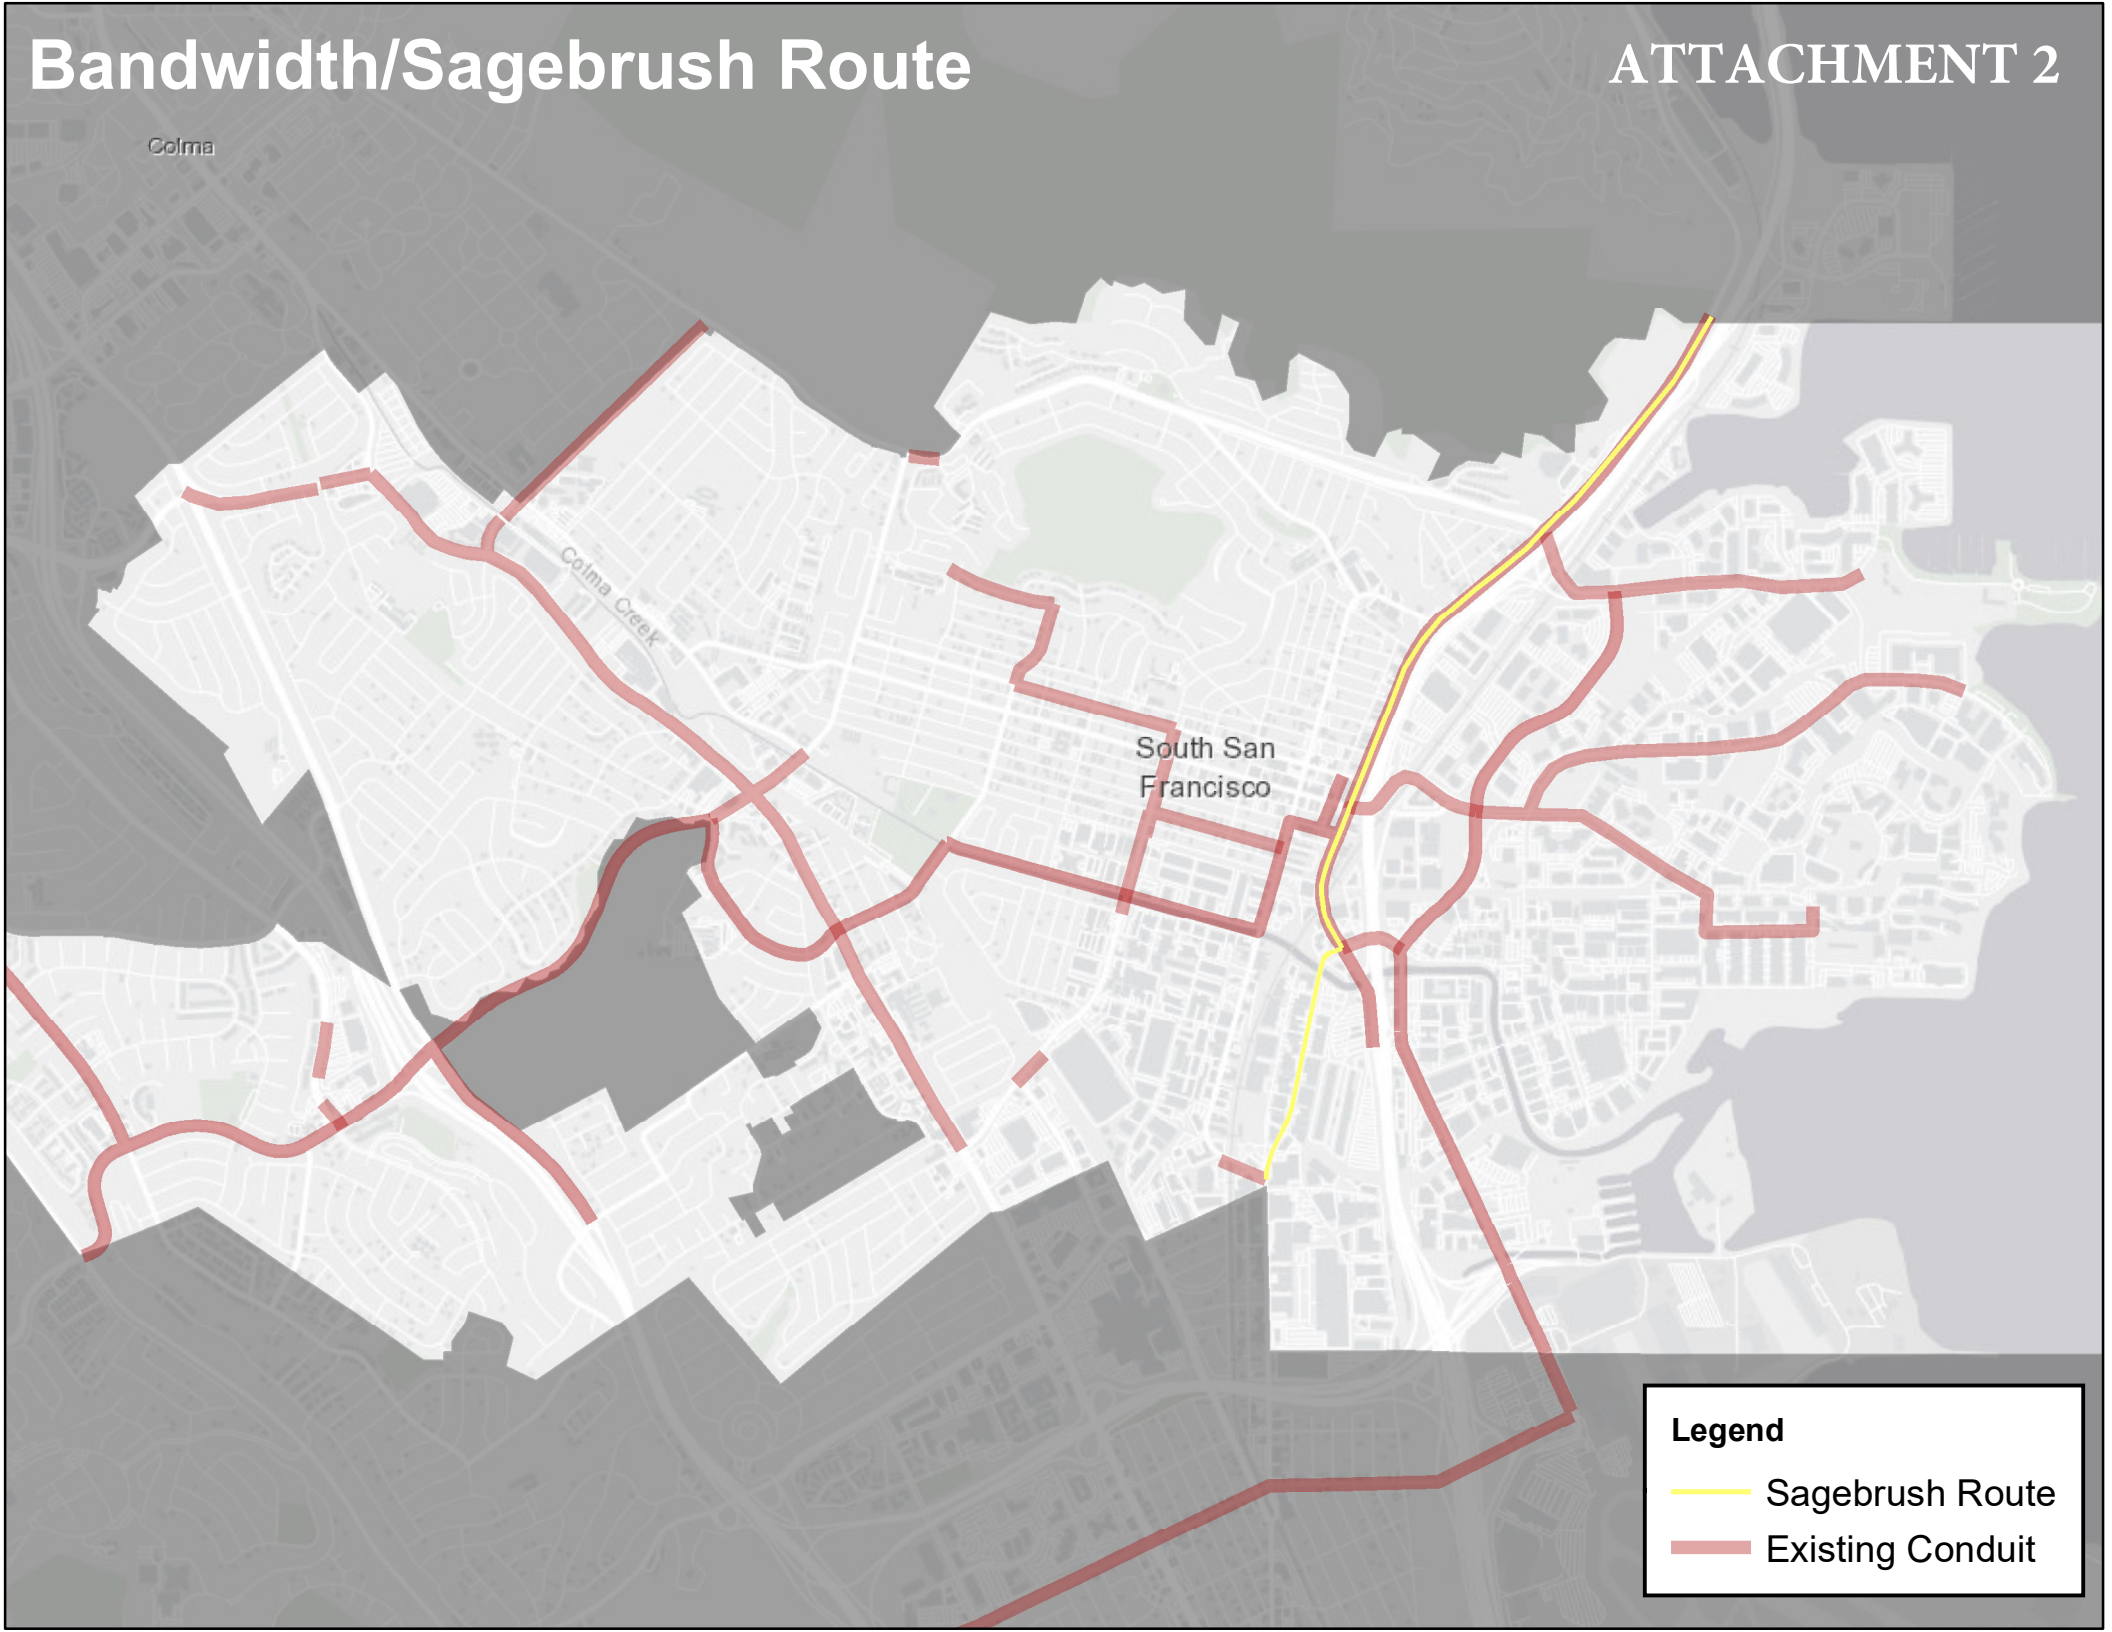 Bandwidth/Sagebrush Route
ATTACHMENT 2
Colma
Colma Creek
South San
Francisco
Legend
Sagebrush Route
Existing Conduit